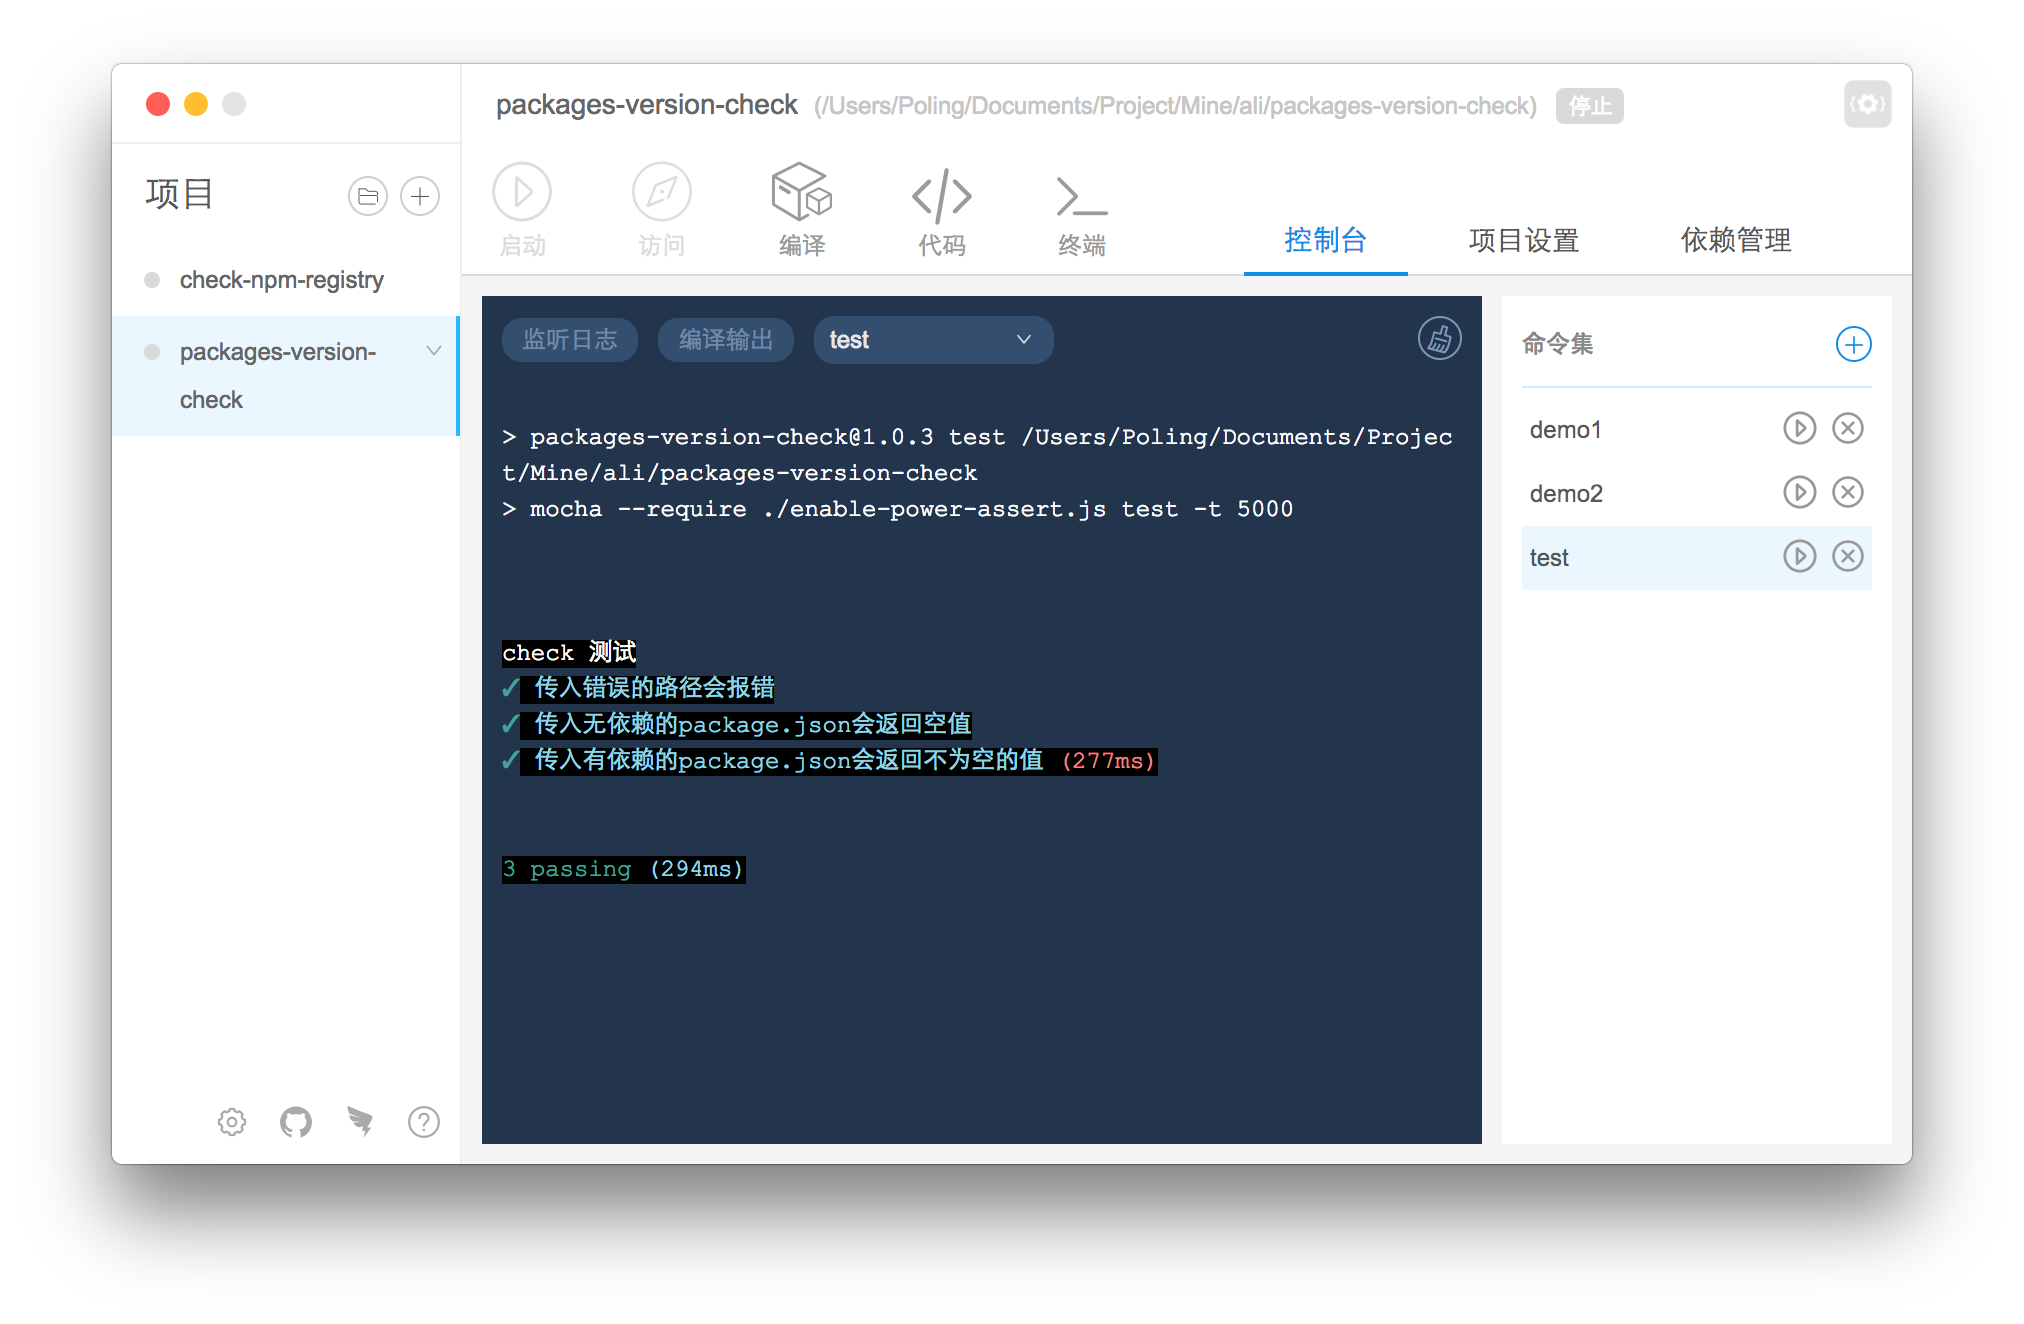 packages-version-check (/Users/Poling/Documents/Project/Mine/ali/packages-version-check) 停止
项目
启动 访问 编译 代码 终端
控制台 项目设置 依赖管理
check-npm-registry
packages-version-
check
监听日志 编译输出 test
> packages-version-check@1.0.3 test /Users/Poling/Documents/Projec
t/Mine/ali/packages-version-check
> mocha --require ./enable-power-assert.js test -t 5000
check 测试
✓ 传入错误的路径会报错
✓ 传入无依赖的package.json会返回空值
✓ 传入有依赖的package.json会返回不为空的值 (277ms)
3 passing (294ms)
命令集
demo1
demo2
test